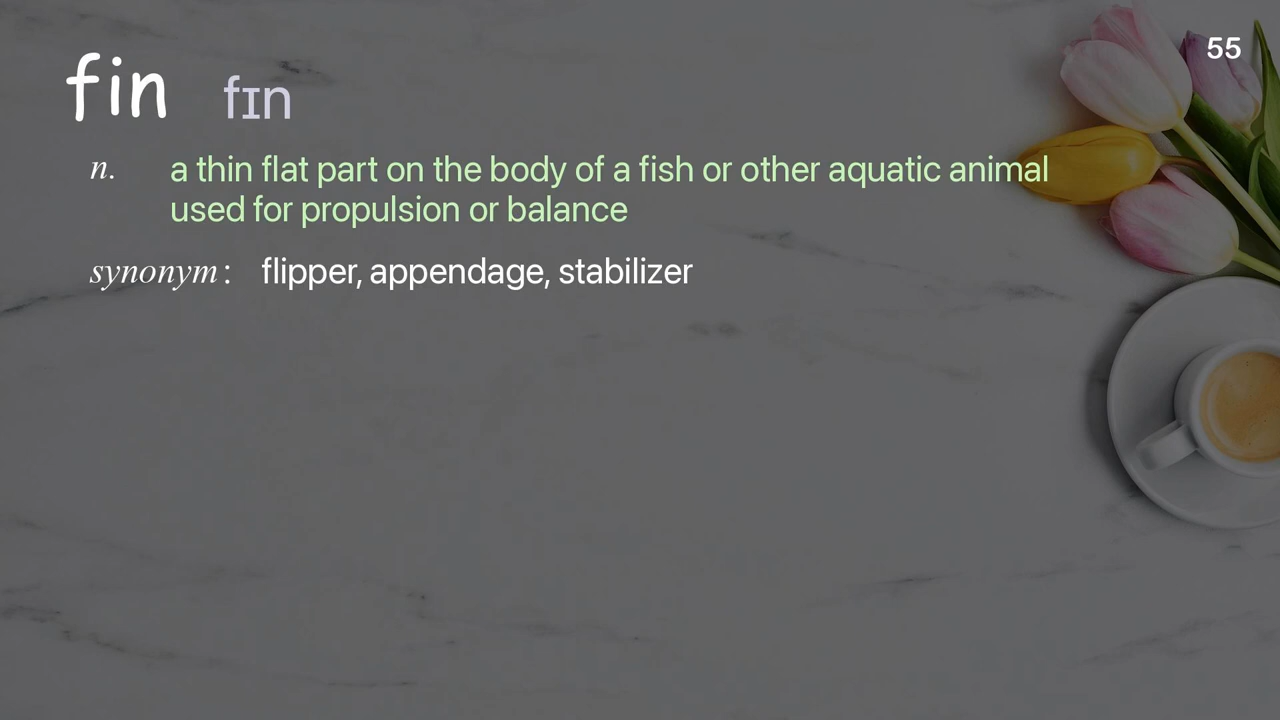 55
fin fɪn
n. a thin flat part on the body of a fish or other aquatic animal
used for propulsion or balance
synonym: flipper, appendage, stabilizer